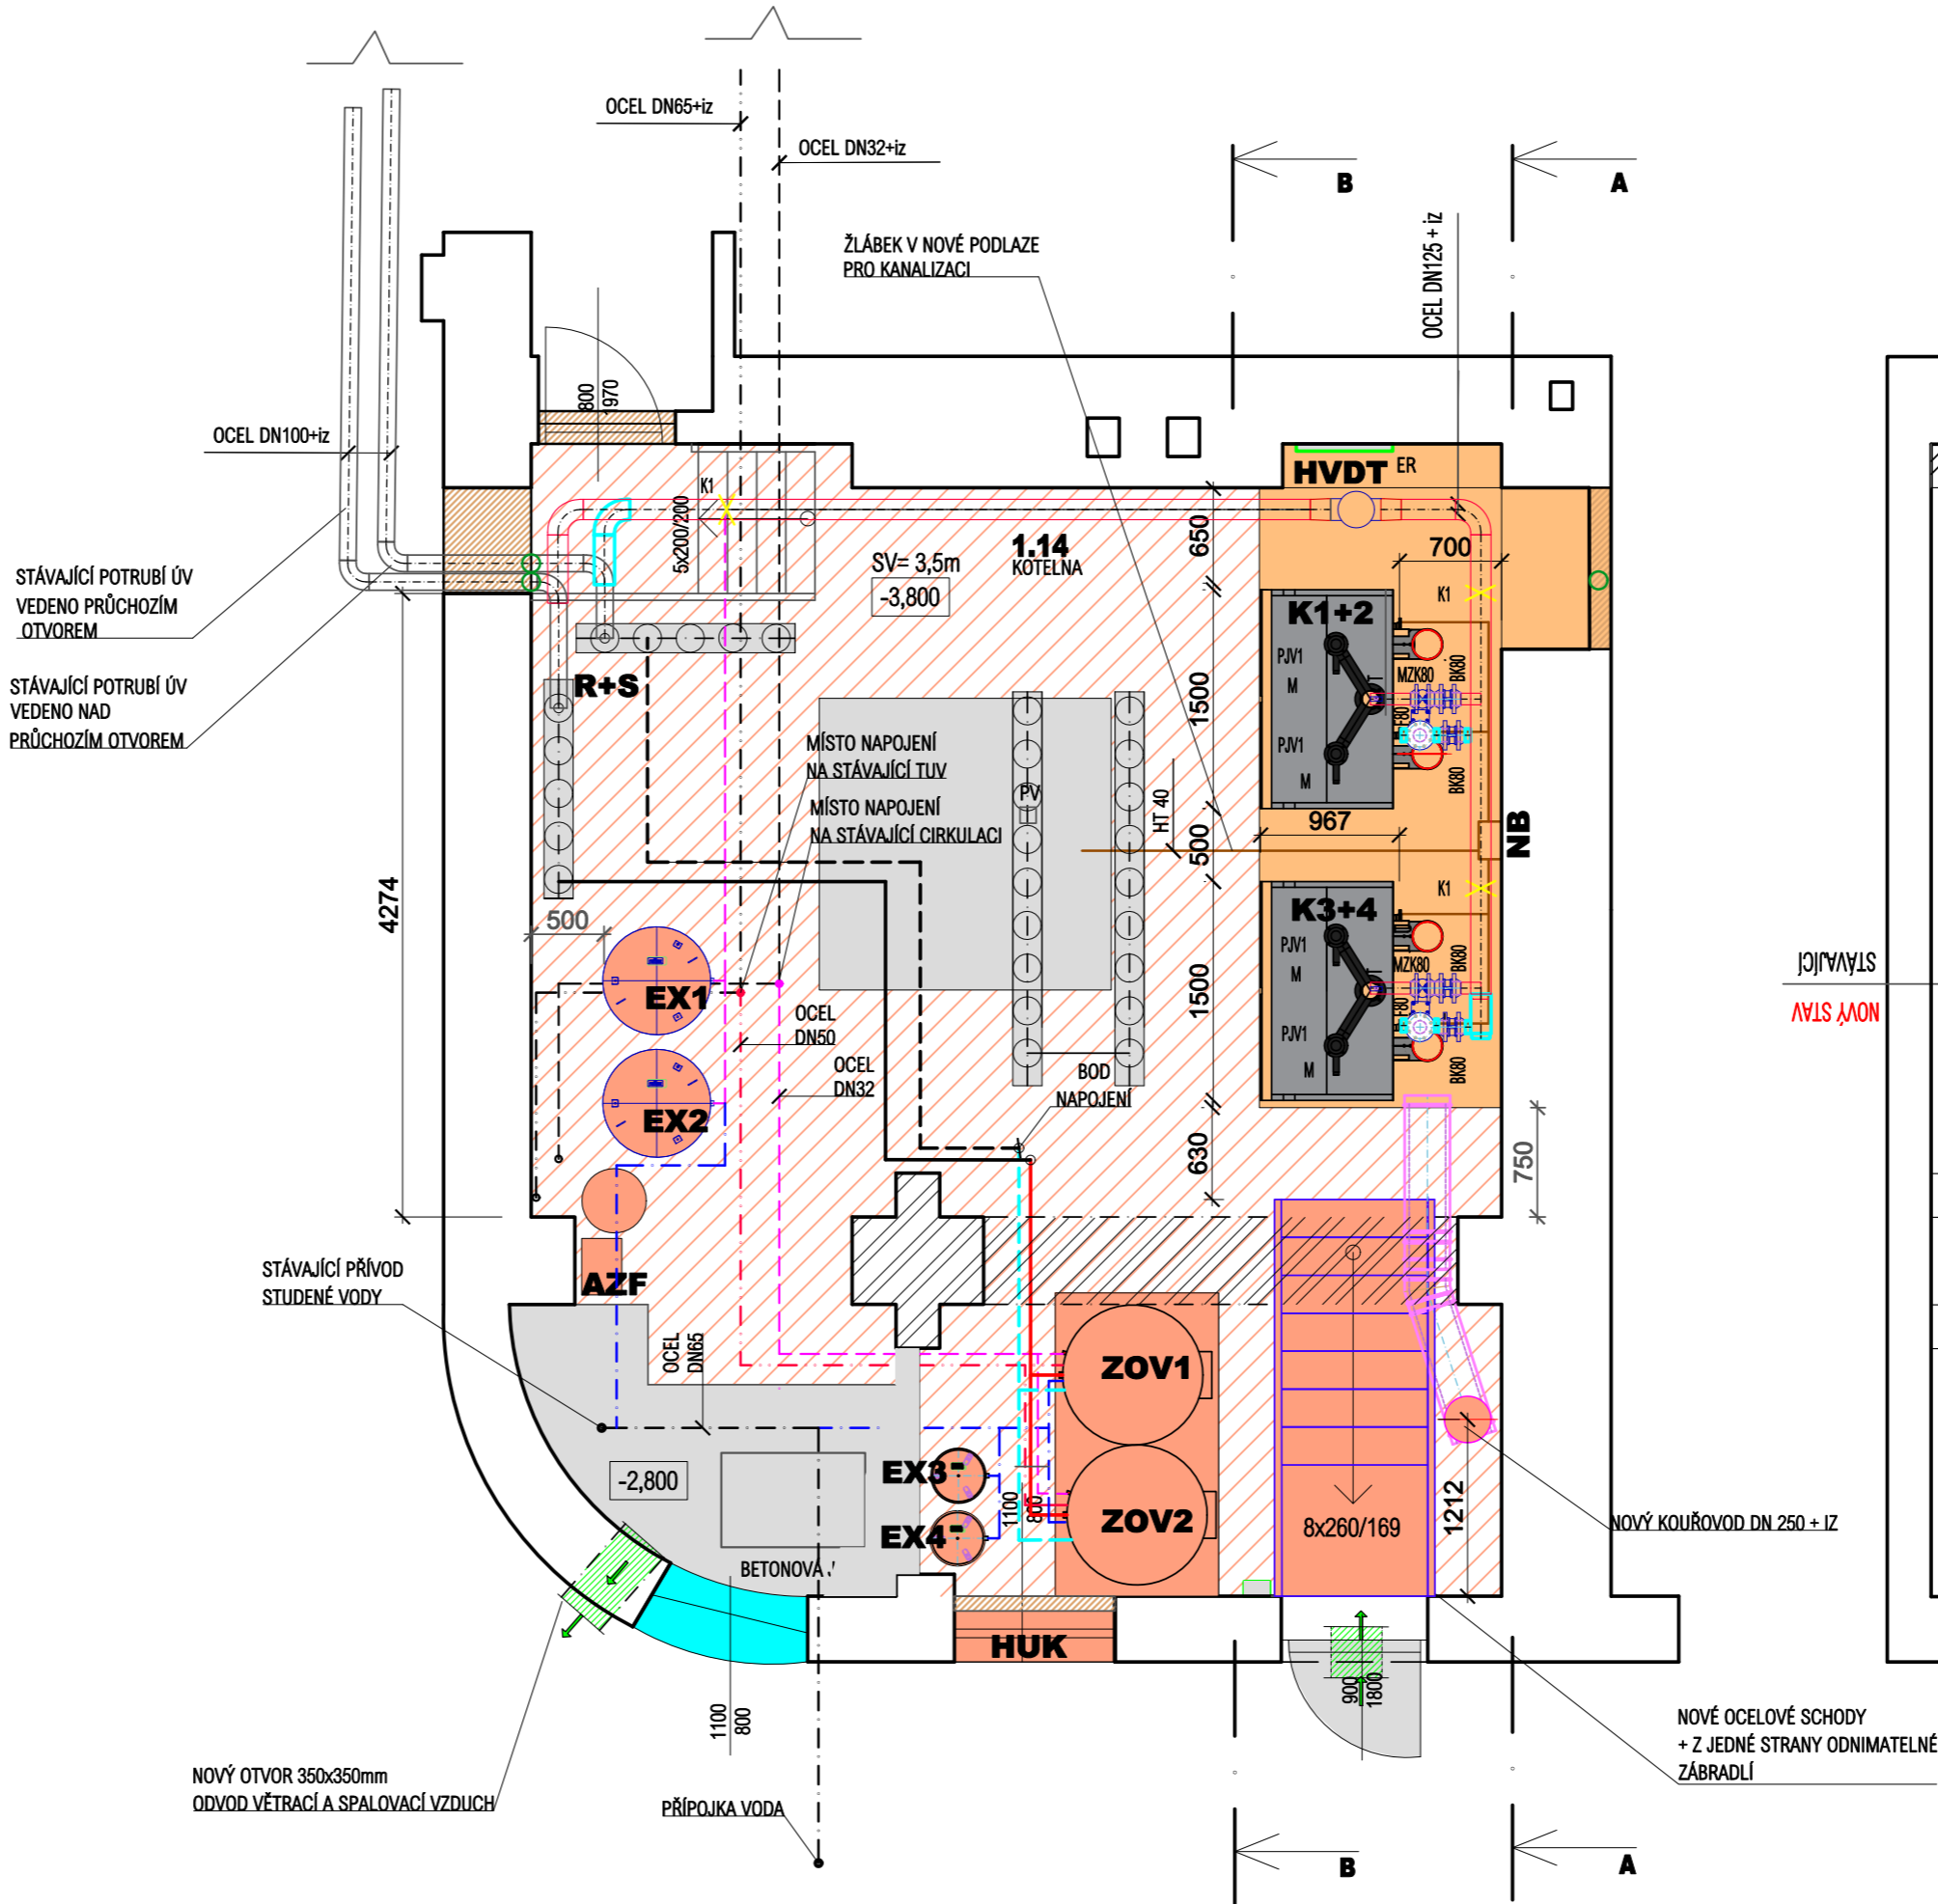 OCEL DN65+iz
OCEL DN32+iz
B
A
ŽLÁBEK V NOVÉ PODLAZE
PRO KANALIZACI
OCEL DN125 + iz
800
1970
OCEL DN100+iz
HVDT ER
K1
5x200/200
650
1.14
KOTELNA
700
SV= 3,5m
-3,800
STÁVAJÍCÍ POTRUBÍ ÚV
VEDENO PRŮCHOZÍM
OTVOREM
K1
K1+2
PJV1
M
MZK80
BK80
R+S
STÁVAJÍCÍ POTRUBÍ ÚV
VEDENO NAD
PRŮCHOZÍM OTVOREM
1500
PJV1
M
F80
BK80
MÍSTO NAPOJENÍ
NA STÁVAJÍCÍ TUV
PV
MÍSTO NAPOJENÍ
NA STÁVAJÍCÍ CIRKULACI
HT 40
967
500
NB
K1
4274
500
K3+4
PJV1
M
MZK80
BK80
STÁVAJÍCÍ
NOVÝ STAV
EX1
1500
OCEL
DN50
F80
PJV1
M
BK80
OCEL
DN32
BOD
NAPOJENÍ
EX2
630
750
STÁVAJÍCÍ PŘÍVOD
STUDENÉ VODY
AZF
OCEL
DN65
ZOV1
-2,800
EX3
1100
800
1212
ZOV2
EX4
8x260/169
NOVÝ KOUŘOVOD DN 250 + IZ
BETONOVÁ
HUK
900
1800
1100
800
NOVÉ OCELOVÉ SCHODY
+ Z JEDNÉ STRANY ODNIMATELNÉ
ZÁBRADLÍ
NOVÝ OTVOR 350x350mm
ODVOD VĚTRACÍ A SPALOVACÍ VZDUCH
PŘÍPOJKA VODA
B
A